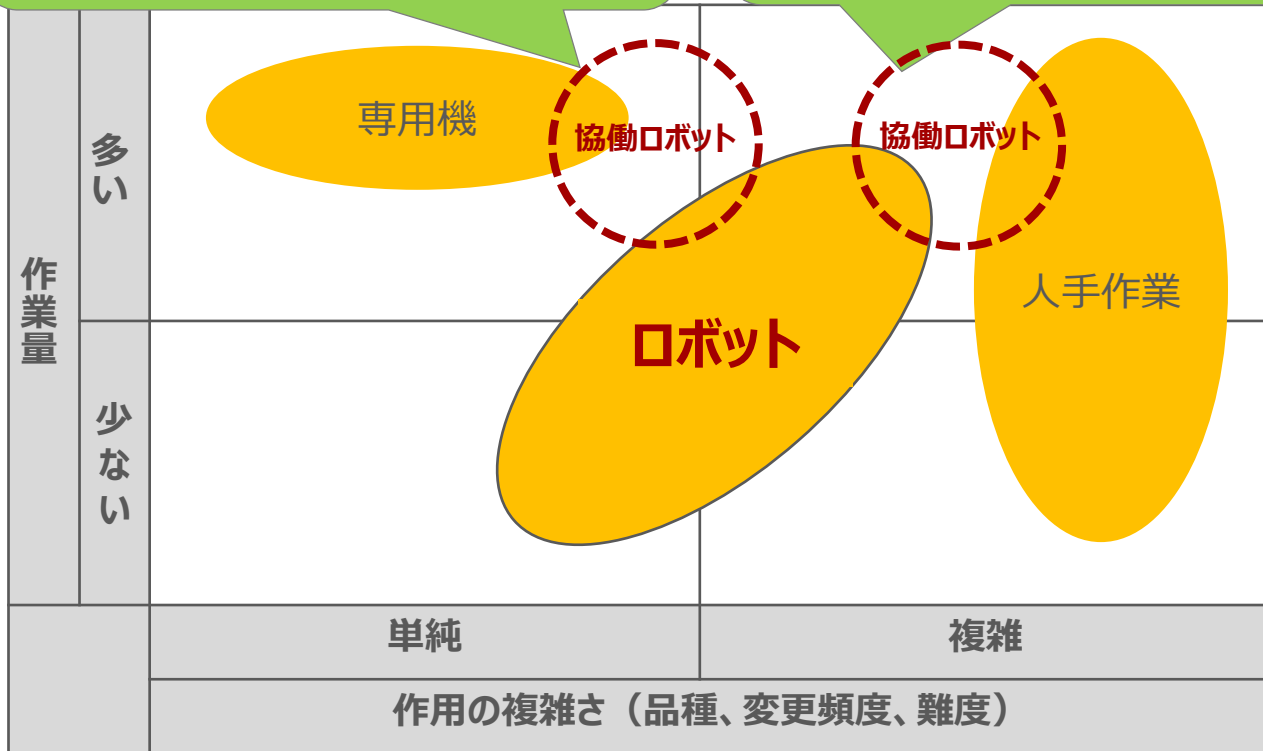 専用機
協働ロボット
協働ロボット
多い
人手作業
作業量
ロボット
少ない
単純
複雑
作用の複雑さ（品種、変更頻度、難度）